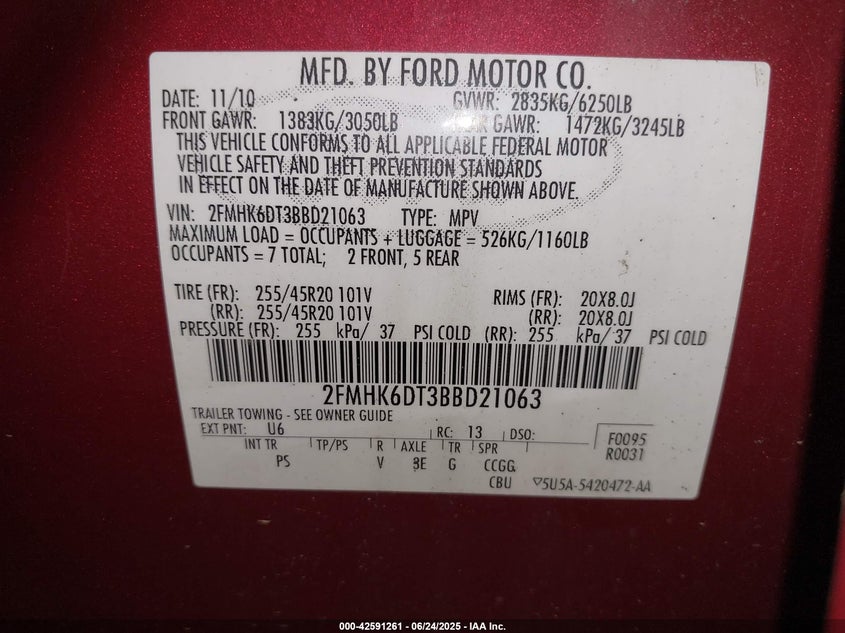 MFD. BY FORD MOTOR CO.
DATE: 11/10 GVWR: 2835KG/6250LB
FRONT GAWR: 1383KG/3050LB GAWR: 1472KG/3245LB
THIS VEHICLE CONFORMS TO ALL APPLICABLE FEDERAL MOTOR
VEHICLE SAFETY AND THEFT PREVENTION STANDARDS
IN EFFECT ON THE DATE OF MANUFACTURE SHOWN ABOVE.
VIN: 2FMHK6DT3BBD21063 TYPE: MPV
MAXIMUM LOAD = OCCUPANTS + LUGGAGE = 526KG/1160LB
OCCUPANTS = 7 TOTAL; 2 FRONT, 5 REAR
TIRE (FR): 255/45R20 101V RIMS (FR): 20X8.0J
(RR): 255/45R20 101V (RR): 20X8.0J
PRESSURE (FR): 255 kPa/ 37 PSI COLD (RR): 255 kPa/ 37 PSI COLD
2FMHK6DT3BBD21063
TRAILER TOWING - SEE OWNER GUIDE
EXT PNT: U6 RC: 13 DSO: F0095
R0031
INT TR TP/PS R AXLE TR SPR
PS V 3E G CCGG
CBU ▽5U5A-5420472-AA
000-42591261 - 06/24/2025 - IAA Inc.